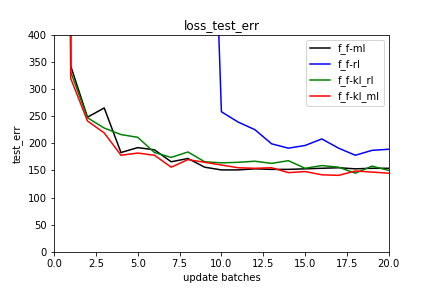 loss_test_err
400
350
300
250
200
150
100
50
0
test_err
0.0 2.5 5.0 7.5 10.0 12.5 15.0 17.5 20.0
update batches
f_f-ml
f_f-rl
f_f-kl_rl
f_f-kl_ml